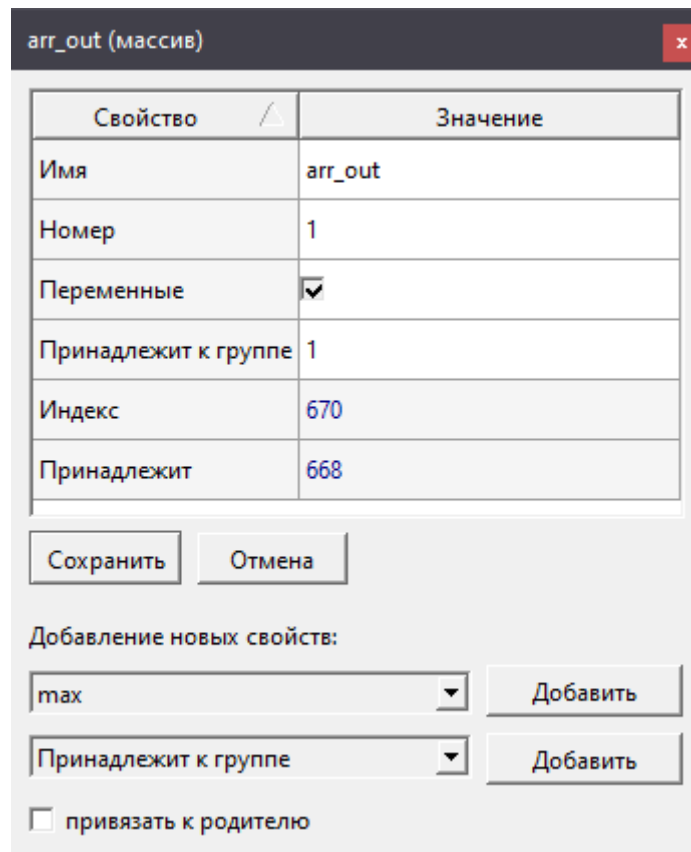 arr_out (массив)
x
Свойство Значение
Имя arr_out
Номер 1
Переменные
Принадлежит к группе 1
Индекс 670
Принадлежит 668
Сохранить Отмена
Добавление новых свойств:
max Добавить
Принадлежит к группе Добавить
привязать к родителю